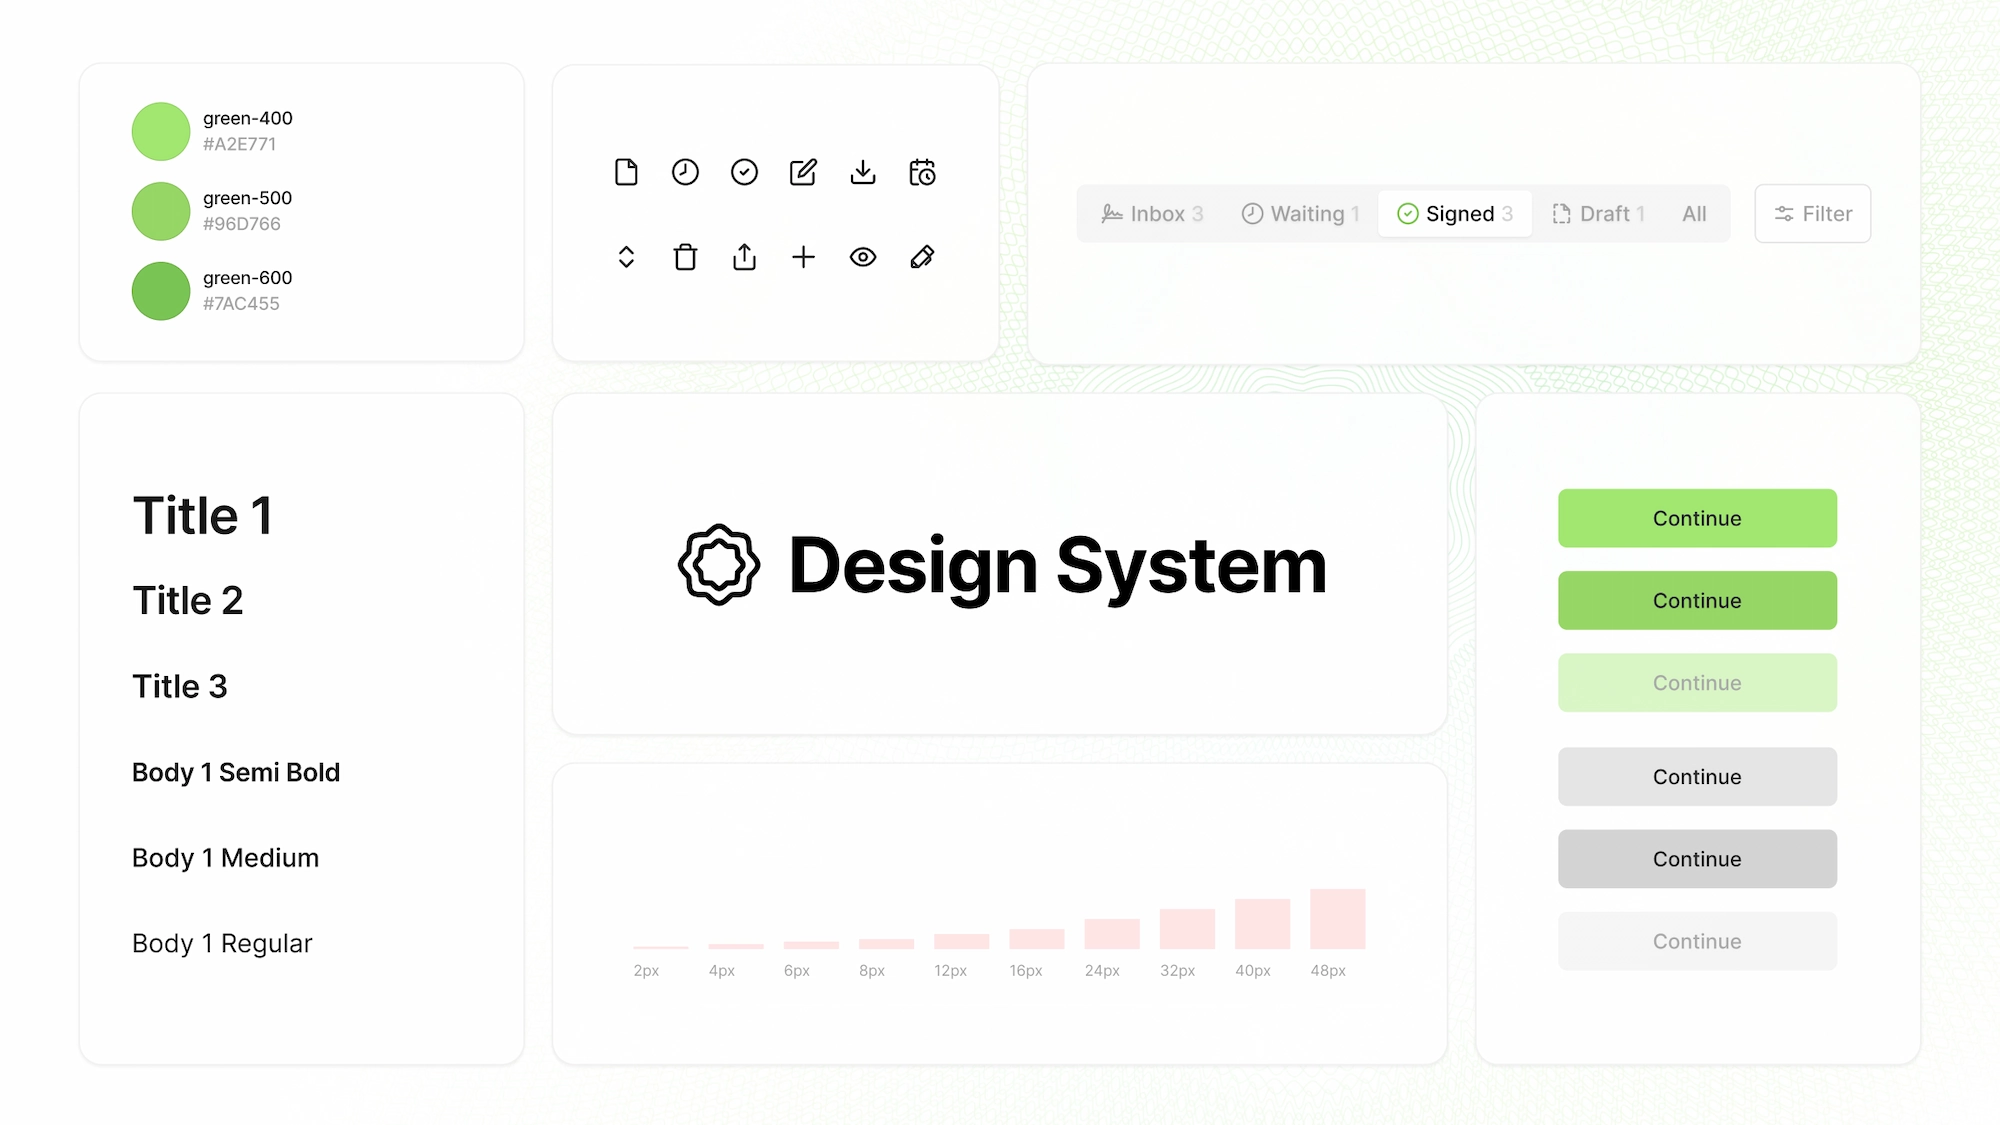 green-400
#A2E771
green-500
#96D766
green-600
#7AC455
Inbox 3 Waiting 1 Signed 3 Draft 1 All Filter
Title 1
Title 2
Title 3
Body 1 Semi Bold
Body 1 Medium
Body 1 Regular
Design System
2px 4px 6px 8px 12px 16px 24px 32px 40px 48px
Continue
Continue
Continue
Continue
Continue
Continue